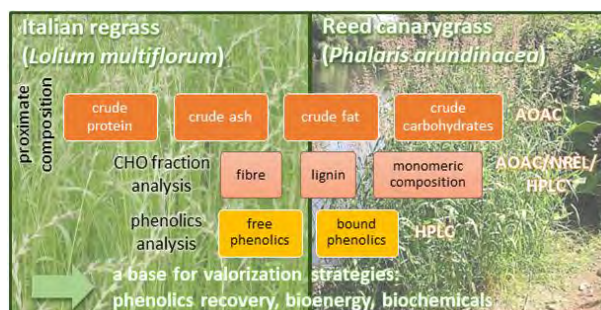 Italian regrass
(Lolium multiflorum)
Reed canarygrass
(Phalaris arundinacea)
proximate
composition
crude
protein
crude ash
crude fat
crude
carbohydrates
AOAC
CHO fraction
analysis
fibre
lignin
monomeric
composition
AOAC/NREL/
HPLC
phenolics
analysis
free
phenolics
bound
phenolics
HPLC
a base for valorization strategies:
phenolics recovery, bioenergy, biochemicals